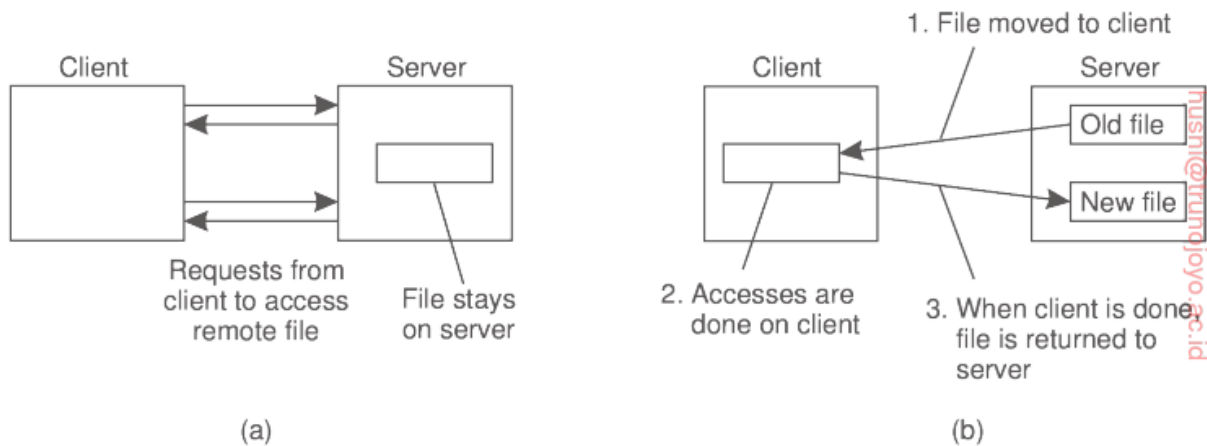 Client
Server
Requests from
client to access
remote file
File stays
on server
(a)
1. File moved to client
Client
Server
Old file
New file
2. Accesses are
done on client
3. When client is done,
file is returned to
server
(b)
husni@trunojoyo.ac.id